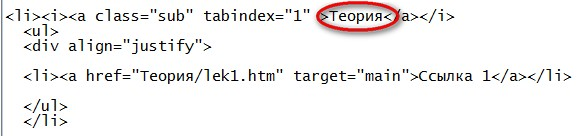 <li><i><a class="sub" tabindex="1" >Теория</a></i>
<ul>
<div align="justify">
<li><a href="Теория/lek1.htm" target="main">Ссылка 1</a></li>
</ul>
</li>